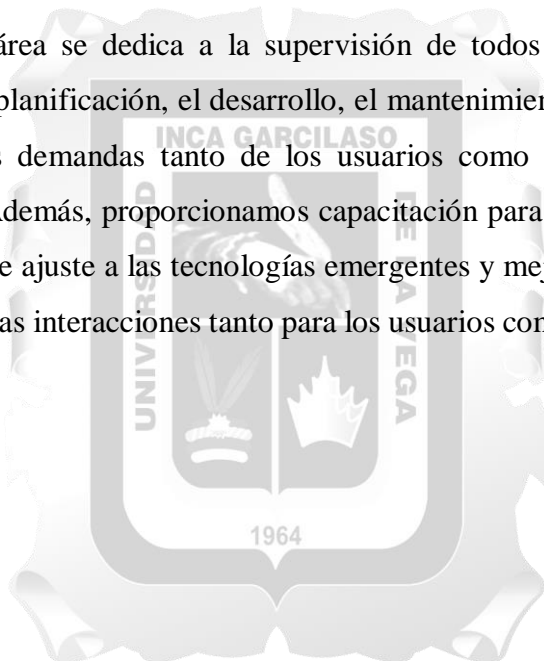 área se dedica a la supervisión de todos
planificación, el desarrollo, el mantenimien
s demandas tanto de los usuarios como
Además, proporcionamos capacitación para
e ajuste a las tecnologías emergentes y mej
as interacciones tanto para los usuarios con
INCA GARCILASO
UNIVERSIDAD
DE LA VEGA
1964